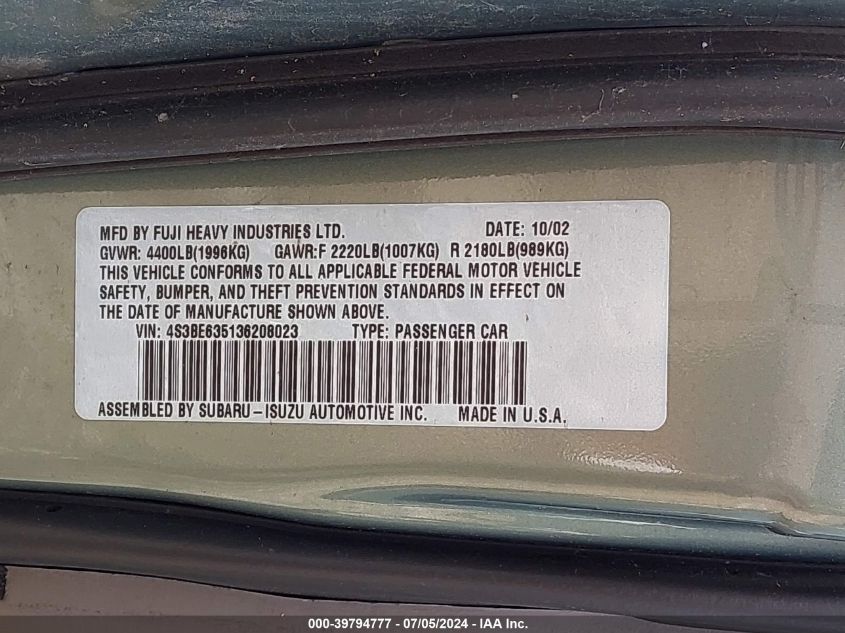 MFD BY FUJI HEAVY INDUSTRIES LTD. DATE: 10/02
GVWR: 4400LB(1996KG) GAWR:F 2220LB(1007KG) R 2180LB(989KG)
THIS VEHICLE CONFORMS TO ALL APPLICABLE FEDERAL MOTOR VEHICLE
SAFETY, BUMPER, AND THEFT PREVENTION STANDARDS IN EFFECT ON
THE DATE OF MANUFACTURE SHOWN ABOVE.
VIN: 4S3BE635136208023 TYPE: PASSENGER CAR
ASSEMBLED BY SUBARU-ISUZU AUTOMOTIVE INC. MADE IN U.S.A.
000-39794777 - 07/05/2024 - IAA Inc.